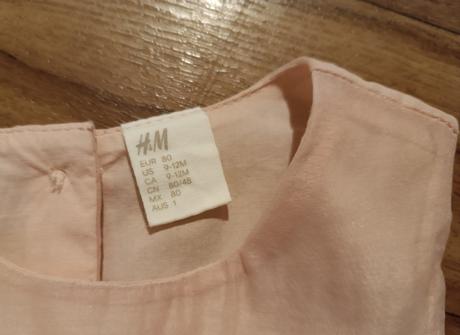 H&M
EUR 80
US 9-12M
CA 9-12M
CN 80/48
MX 80
AUS 1